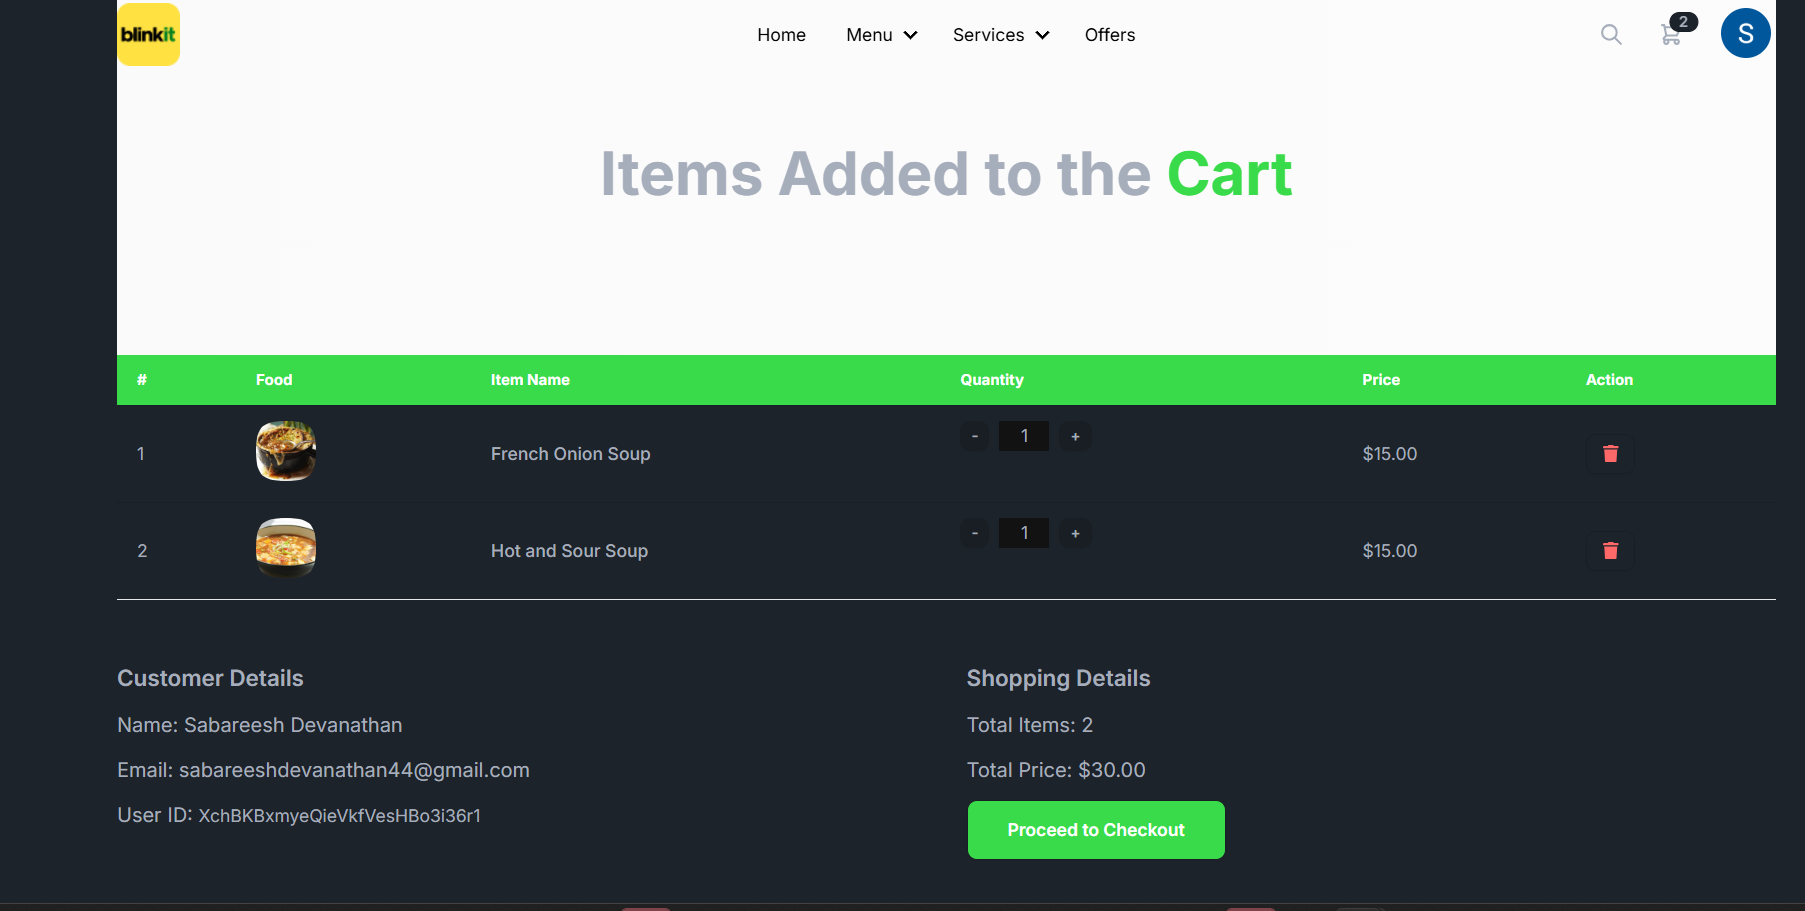 blinkit
Home Menu Services Offers
2
S
Items Added to the Cart
# Food Item Name Quantity Price Action
1 French Onion Soup - 1 + $15.00
2 Hot and Sour Soup - 1 + $15.00
Customer Details
Name: Sabareesh Devanathan
Email: sabareeshdevanathan44@gmail.com
User ID: XchBKBxmyeQieVkfVesHBo3i36r1
Shopping Details
Total Items: 2
Total Price: $30.00
Proceed to Checkout